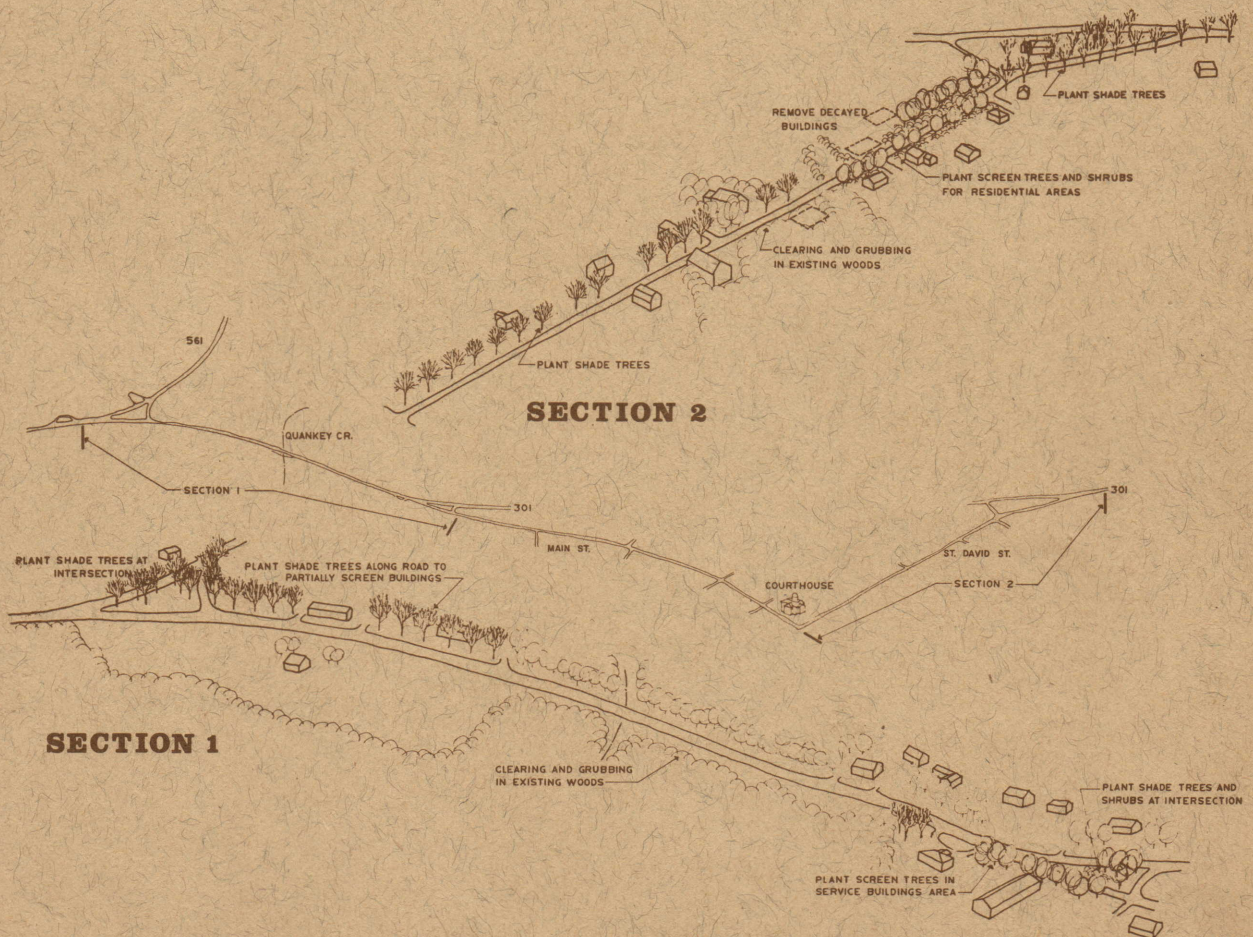 PLANT SHADE TREES
REMOVE DECAYED
BUILDINGS
PLANT SCREEN TREES AND SHRUBS
FOR RESIDENTIAL AREAS
CLEARING AND GRUBBING
IN EXISTING WOODS
PLANT SHADE TREES
SECTION 2
561
QUANKEY CR.
SECTION 1
301
MAIN ST.
COURTHOUSE
ST. DAVID ST.
301
SECTION 2
PLANT SHADE TREES AT
INTERSECTION
PLANT SHADE TREES ALONG ROAD TO
PARTIALLY SCREEN BUILDINGS
SECTION 1
CLEARING AND GRUBBING
IN EXISTING WOODS
PLANT SHADE TREES AND
SHRUBS AT INTERSECTION
PLANT SCREEN TREES IN
SERVICE BUILDINGS AREA